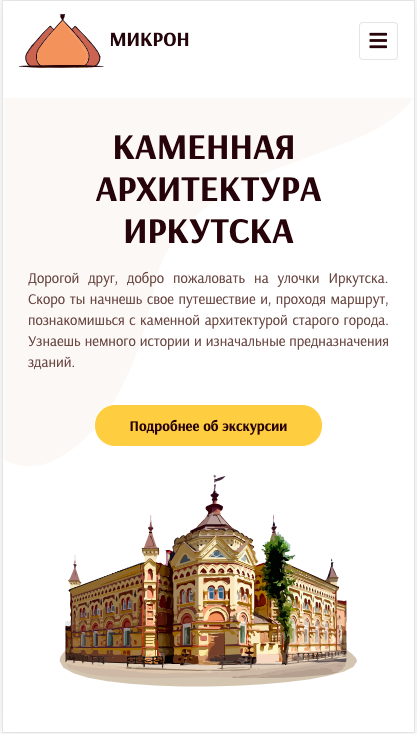 МИКРОН
КАМЕННАЯ
АРХИТЕКТУРА
ИРКУТСКА
Дорогой друг, добро пожаловать на улочки Иркутска.
Скоро ты начнешь свое путешествие и, проходя маршрут,
познакомишься с каменной архитектурой старого города.
Узнаешь немного истории и изначальные предназначения
зданий.
Подробнее об экскурсии